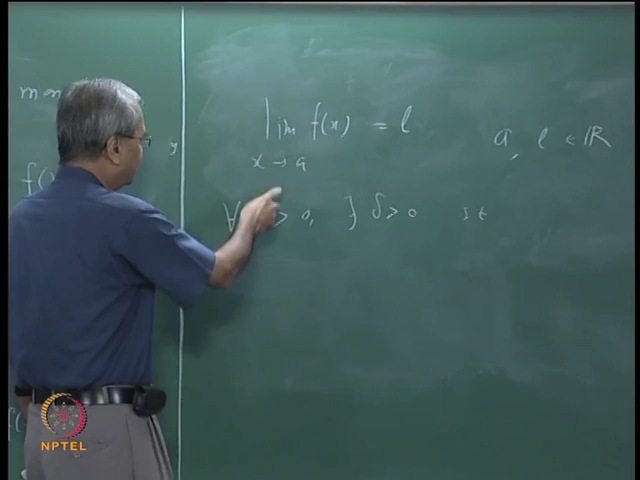 m
f(
lim f(x) = l
x → a
a, l ∈ ℝ
∀ > 0, ∃ δ > 0 s t
f(
NPTEL